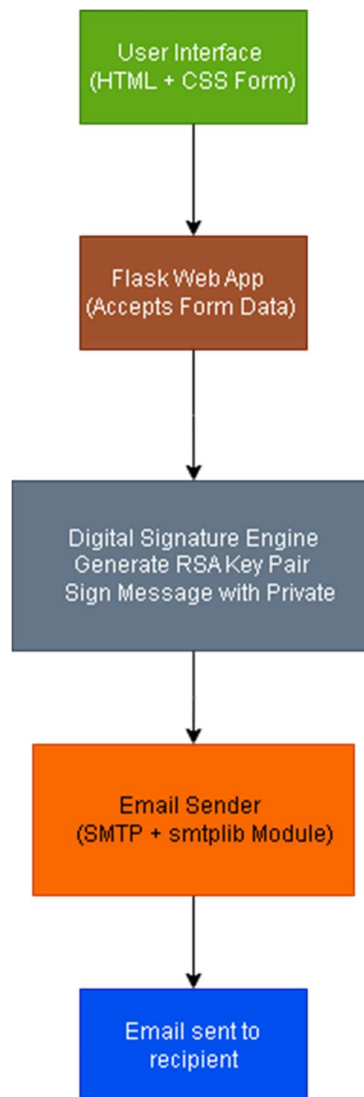 User Interface
(HTML + CSS Form)
Flask Web App
(Accepts Form Data)
Digital Signature Engine
Generate RSA Key Pair
Sign Message with Private
Email Sender
(SMTP + smtplib Module)
Email sent to
recipient